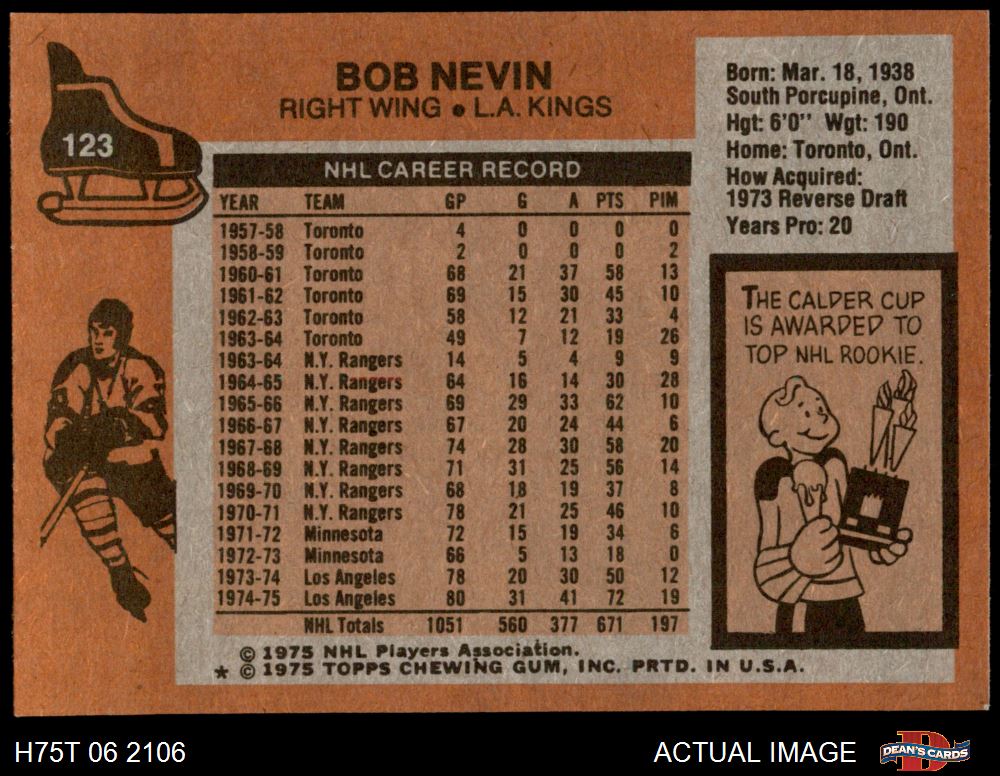 BOB NEVIN
RIGHT WING • L.A. KINGS
123
Born: Mar. 18, 1938
South Porcupine, Ont.
Hgt: 6'0" Wgt: 190
Home: Toronto, Ont.
How Acquired:
1973 Reverse Draft
Years Pro: 20
NHL CAREER RECORD
YEAR TEAM GP G A PTS PIM
1957-58 Toronto 4 0 0 0 0
1958-59 Toronto 2 0 0 0 2
1960-61 Toronto 68 21 37 58 13
1961-62 Toronto 69 15 30 45 10
1962-63 Toronto 58 12 21 33 4
1963-64 Toronto 49 7 12 19 26
1963-64 N.Y. Rangers 14 5 4 9 9
1964-65 N.Y. Rangers 64 16 14 30 28
1965-66 N.Y. Rangers 69 29 33 62 10
1966-67 N.Y. Rangers 67 20 24 44 6
1967-68 N.Y. Rangers 74 28 30 58 20
1968-69 N.Y. Rangers 71 31 25 56 14
1969-70 N.Y. Rangers 68 18 19 37 8
1970-71 N.Y. Rangers 78 21 25 46 10
1971-72 Minnesota 72 15 19 34 6
1972-73 Minnesota 66 5 13 18 0
1973-74 Los Angeles 78 20 30 50 12
1974-75 Los Angeles 80 31 41 72 19
NHL Totals 1051 560 377 671 197
THE CALDER CUP
IS AWARDED TO
TOP NHL ROOKIE.
© 1975 NHL Players Association.
* © 1975 TOPPS CHEWING GUM, INC. PRTD. IN U.S.A.
H75T 06 2106
ACTUAL IMAGE
D
DEAN'S CARDS